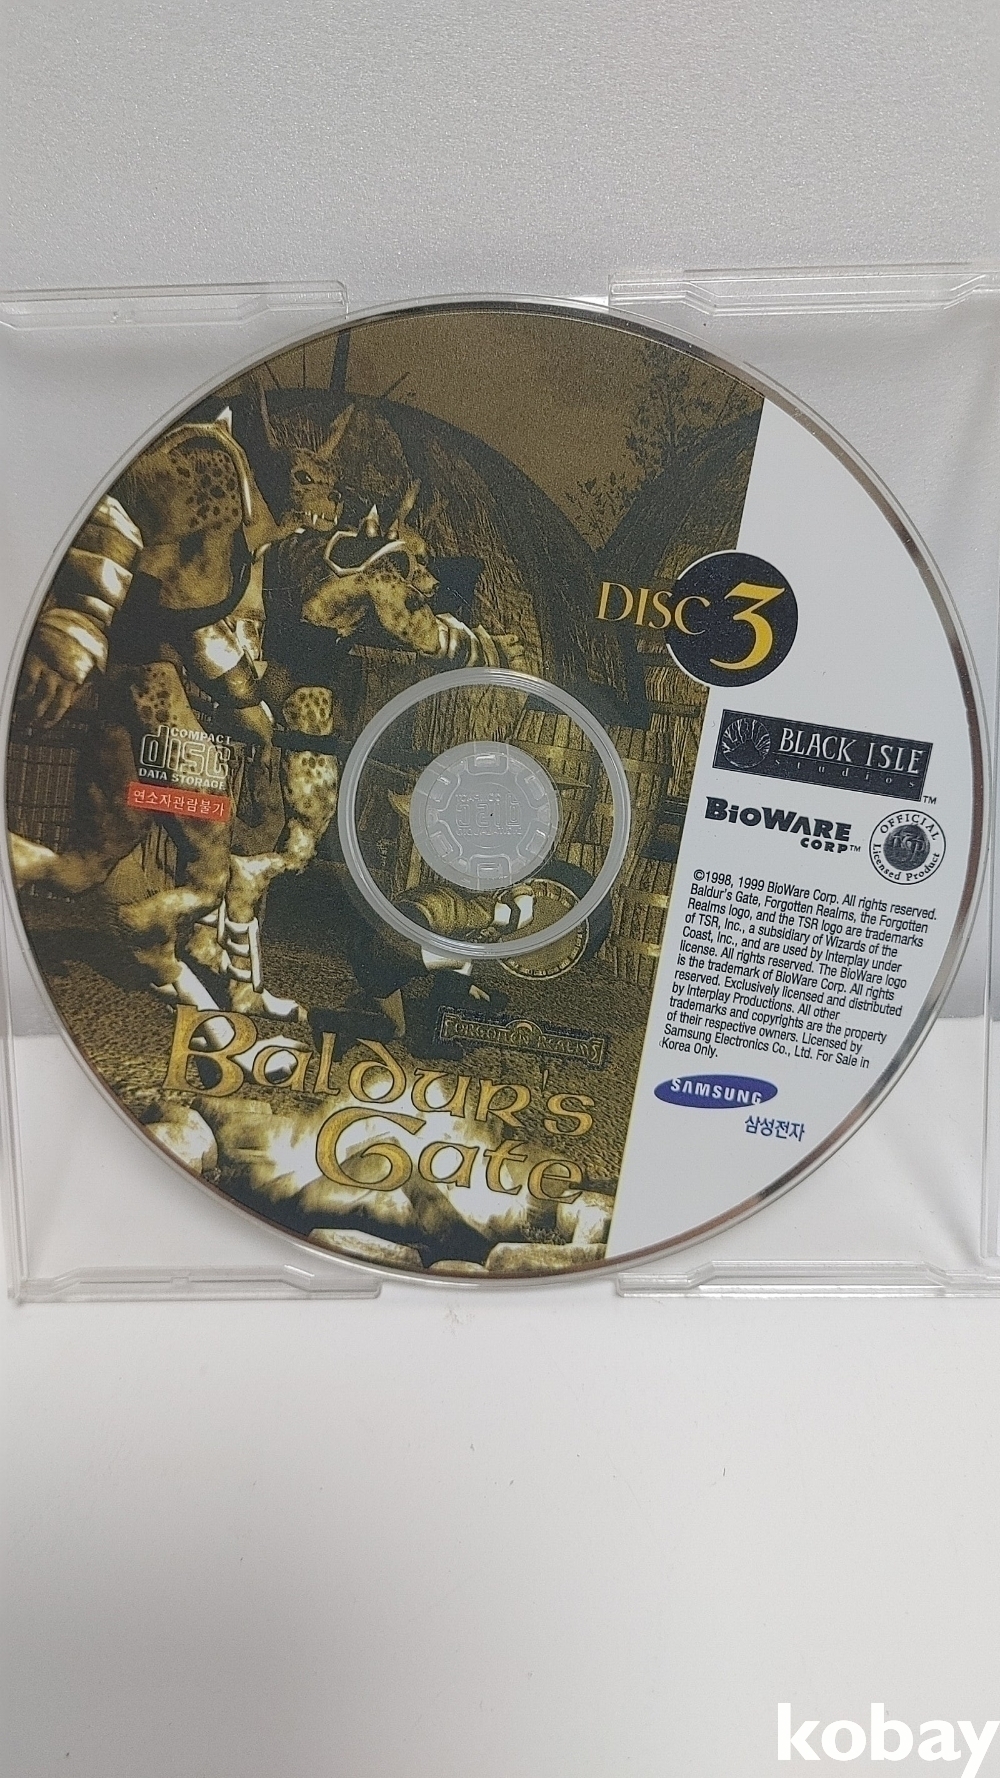 DISC 3
COMPACT
disc
DATA STORAGE
연소자관람불가
BLACK ISLE
Studios
TM
BIOWARE
CORP™
OFFICIAL
Licensed Product
©1998, 1999 BioWare Corp. All rights reserved.
Baldur's Gate, Forgotten Realms, the Forgotten
Realms logo, and the TSR logo are trademarks
of TSR, Inc., a subsidiary of Wizards of the
Coast, Inc., and are used by Interplay under
license. All rights reserved. The BioWare logo
is the trademark of BioWare Corp. All rights
reserved. Exclusively licensed and distributed
by Interplay Productions. All other
trademarks and copyrights are the property
of their respective owners. Licensed by
Samsung Electronics Co., Ltd. For Sale in
Korea Only.
FORGOTTEN REALMS
Baldur's
Gate
SAMSUNG
삼성전자
kobay